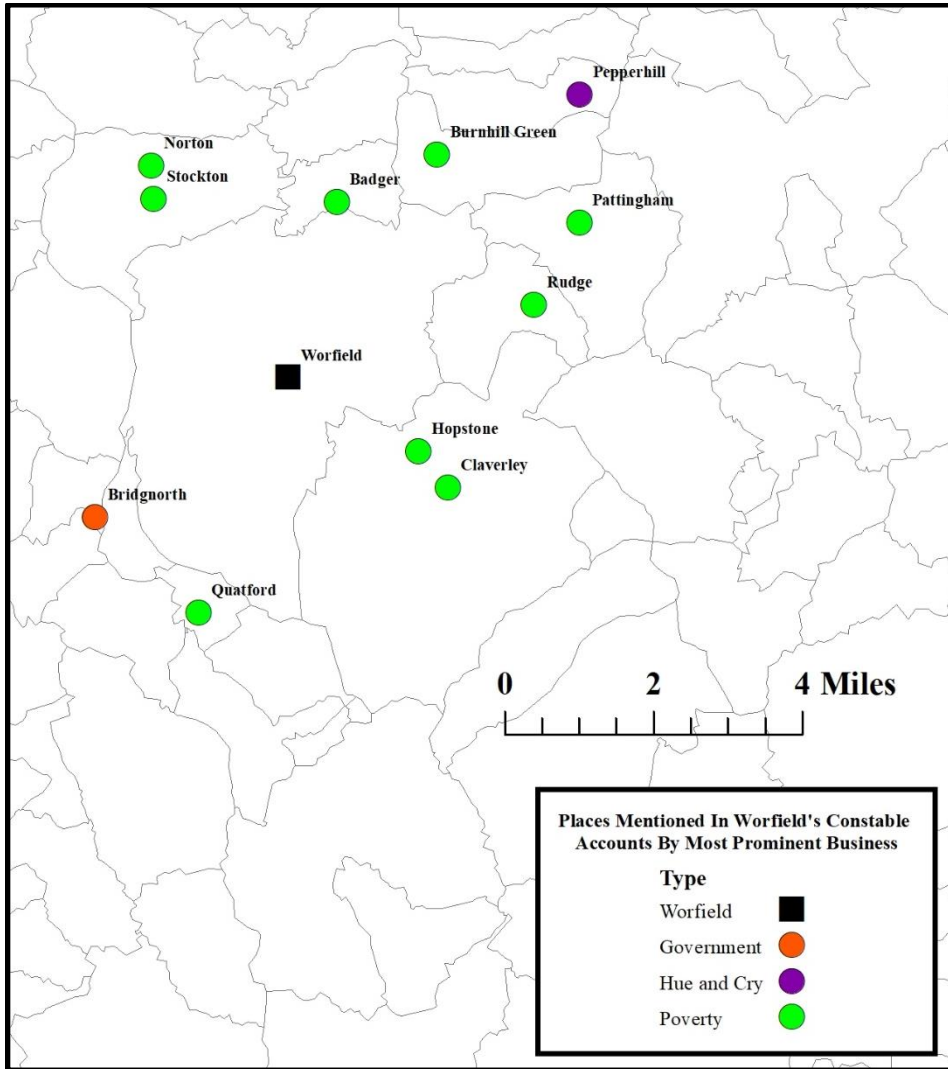 Pepperhill
Burnhill Green
Norton
Stockton
Badger
Pattingham
Rudge
Worfield
Hopstone
Claverley
Bridgnorth
Quatford
0 2 4 Miles
Places Mentioned In Worfield's Constable
Accounts By Most Prominent Business
Type
Worfield
Government
Hue and Cry
Poverty